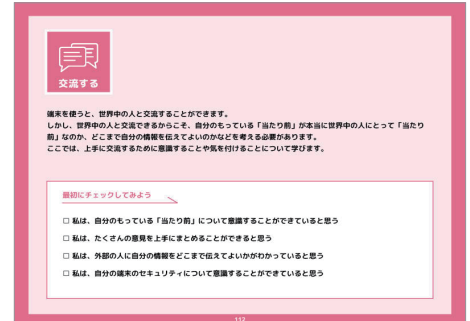 交流する
端末を使うと、世界中の人と交流することができます。
しかし、世界中の人と交流できるからこそ、自分のもっている「当たり前」が本当に世界中の人にとって「当たり
前」なのか、どこまで自分の情報を伝えてよいのかなどを考える必要があります。
ここでは、上手に交流するために意識することや気を付けることについて学びます。
最初にチェックしてみよう
□ 私は、自分のもっている「当たり前」について意識することができていると思う
□ 私は、たくさんの意見を上手にまとめることができると思う
□ 私は、外部の人に自分の情報をどこまで伝えてよいかがわかっていると思う
□ 私は、自分の端末のセキュリティについて意識することができていると思う
112